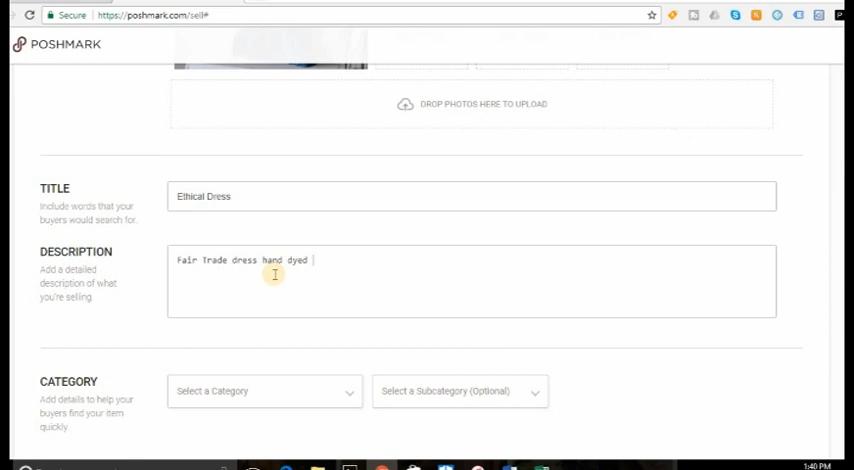 Secure https://poshmark.com/sell#
POSHMARK
DROP PHOTOS HERE TO UPLOAD
TITLE
Include words that your
buyers would search for.
Ethical Dress
DESCRIPTION
Add a detailed
description of what
you're selling.
Fair Trade dress hand dyed
CATEGORY
Add details to help your
buyers find your item
quickly.
Select a Category
Select a Subcategory (Optional)
1:40 PM